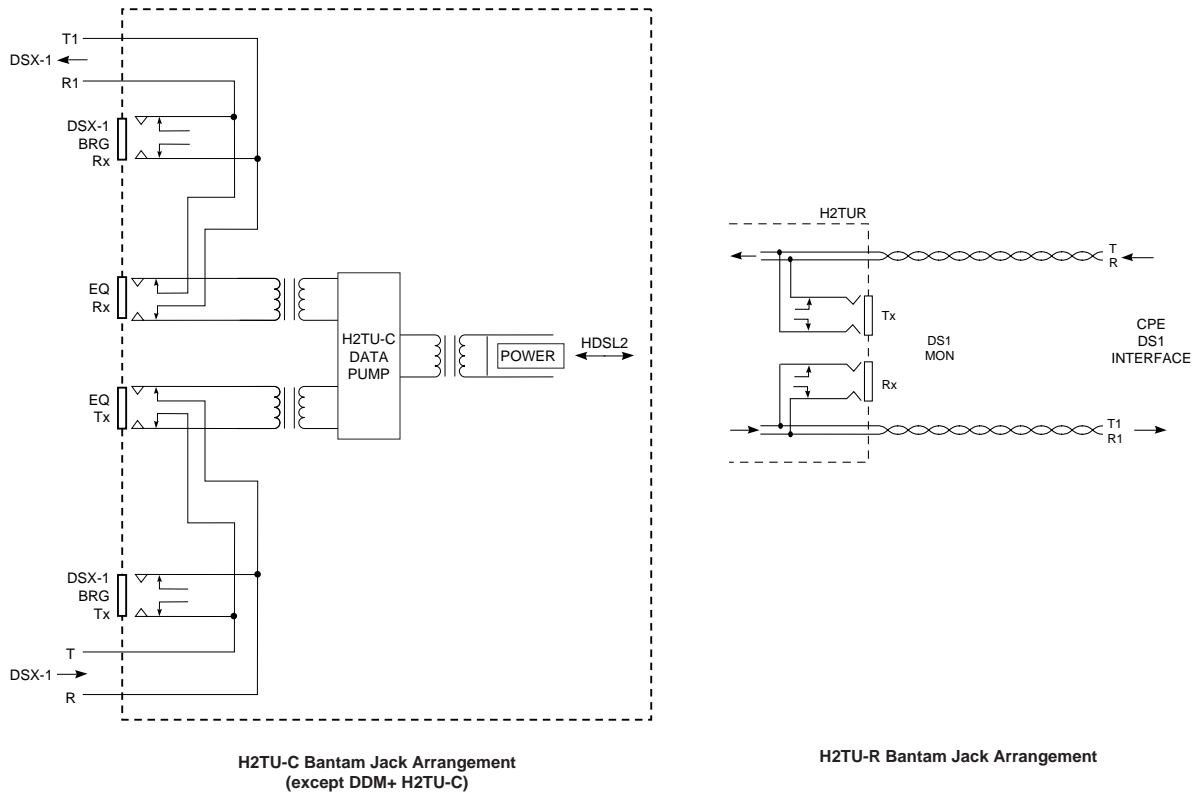 T1
DSX-1
R1
DSX-1
BRG
Rx
EQ
Rx
H2TU-C
DATA
PUMP
POWER
HDSL2
EQ
Tx
DSX-1
BRG
Tx
T
DSX-1
R
H2TU-C Bantam Jack Arrangement
(except DDM+ H2TU-C)
H2TUR
T
R
Tx
DS1
MON
CPE
DS1
INTERFACE
Rx
T1
R1
H2TU-R Bantam Jack Arrangement